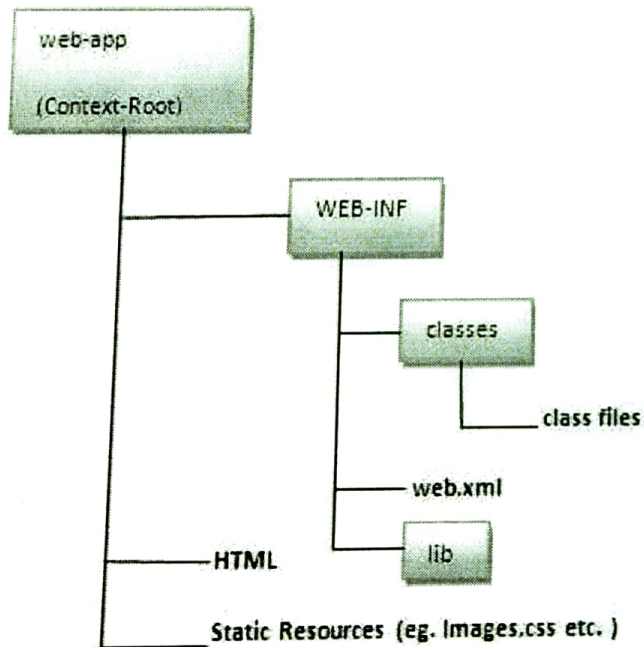 web-app
(Context-Root)
WEB-INF
classes
class files
web.xml
lib
HTML
Static Resources (eg. Images,css etc. )